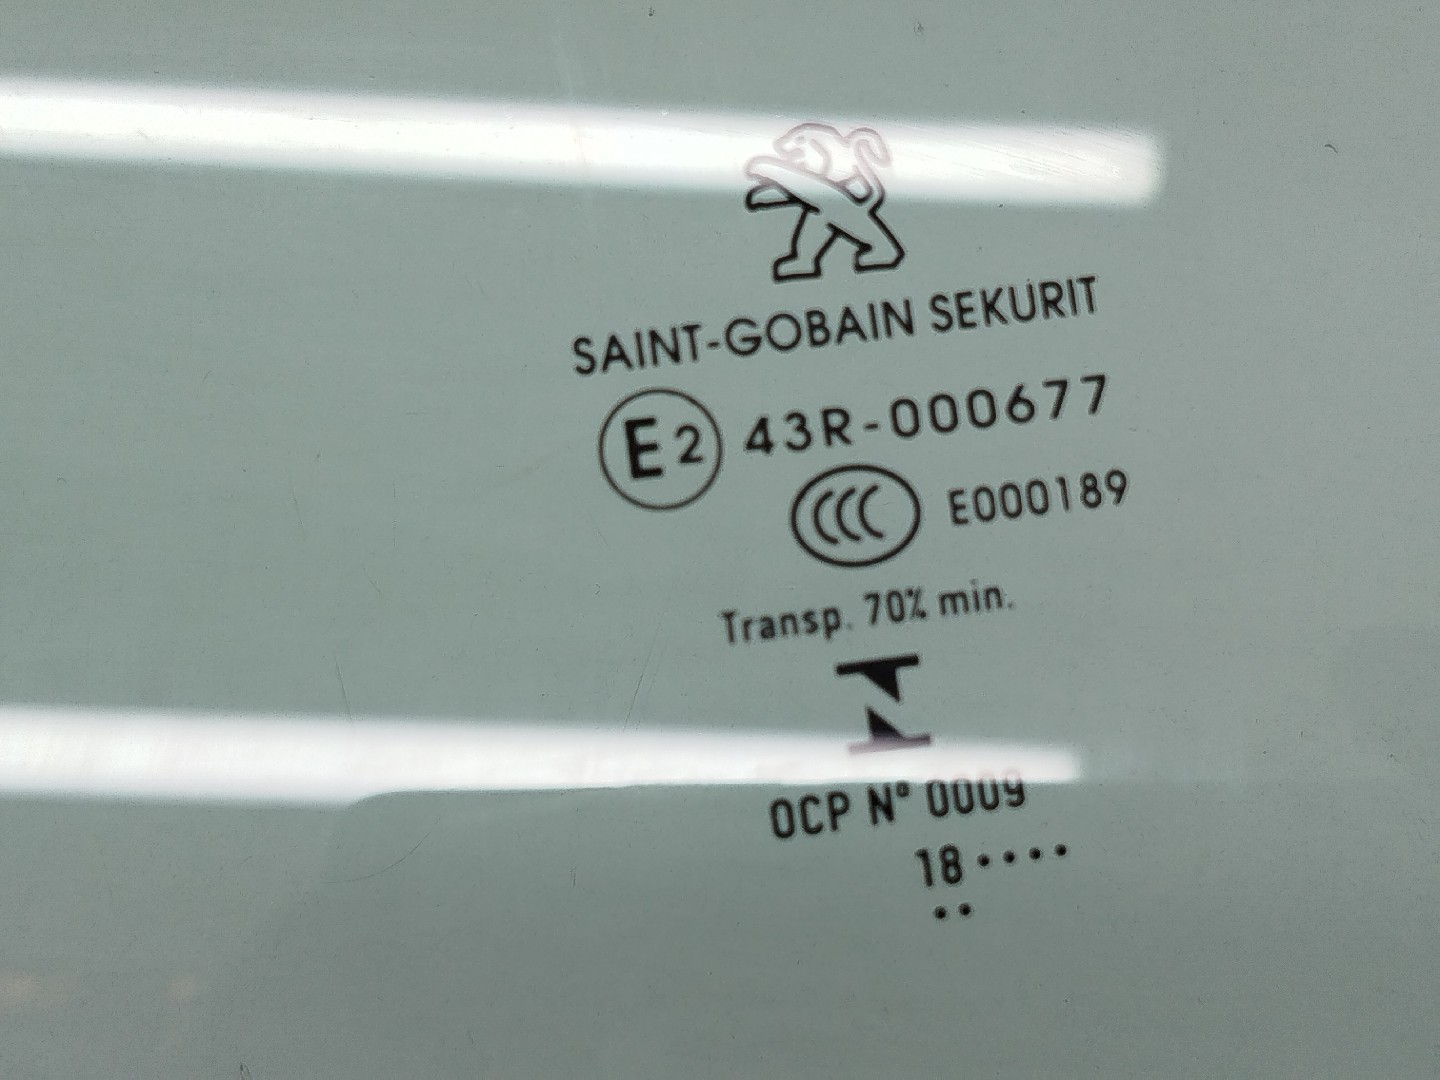 SAINT-GOBAIN SEKURIT
E2 43R-000677
CCC E000189
Transp. 70% min.
OCP N° 0009
18····
··